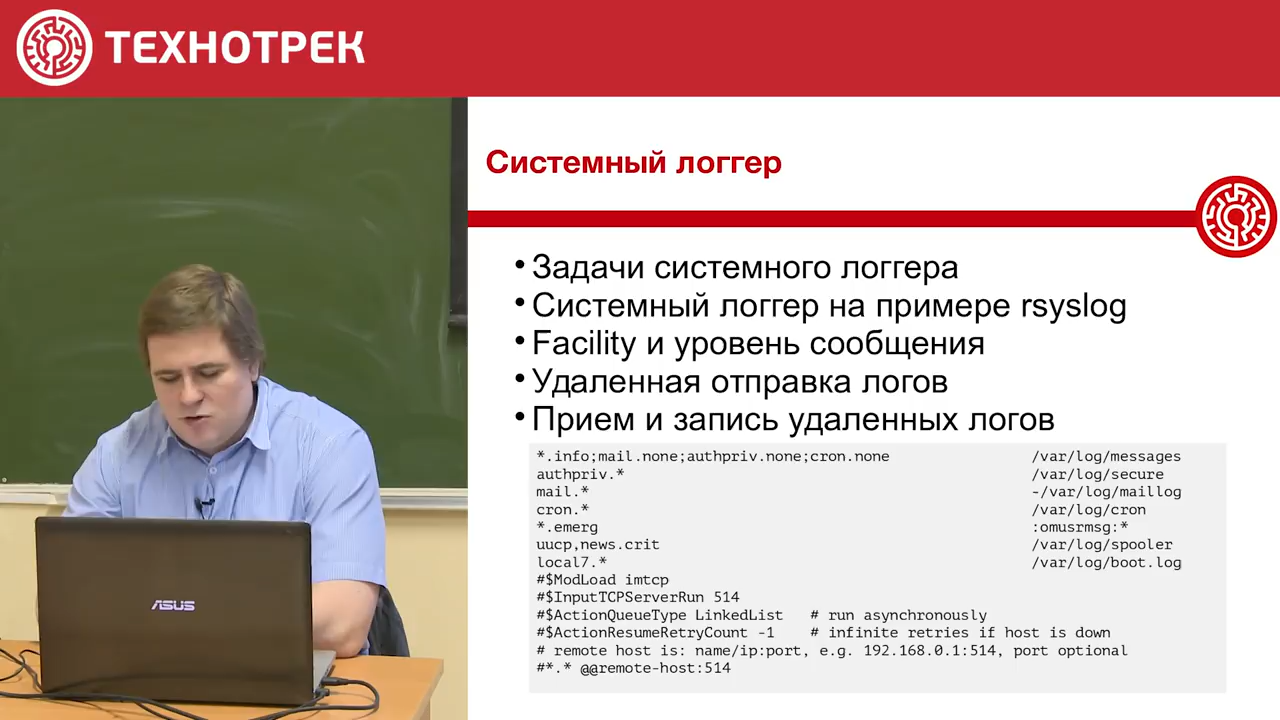 ТЕХНОТРЕК
Системный логгер
• Задачи системного логгера
• Системный логгер на примере rsyslog
• Facility и уровень сообщения
• Удаленная отправка логов
• Прием и запись удаленных логов
*.info;mail.none;authpriv.none;cron.none /var/log/messages
authpriv.* /var/log/secure
mail.* -/var/log/maillog
cron.* /var/log/cron
*.emerg :omusrmsg:*
uucp,news.crit /var/log/spooler
local7.* /var/log/boot.log
#$ModLoad imtcp
#$InputTCPServerRun 514
#$ActionQueueType LinkedList # run asynchronously
#$ActionResumeRetryCount -1 # infinite retries if host is down
# remote host is: name/ip:port, e.g. 192.168.0.1:514, port optional
#*.* @@remote-host:514
ASUS